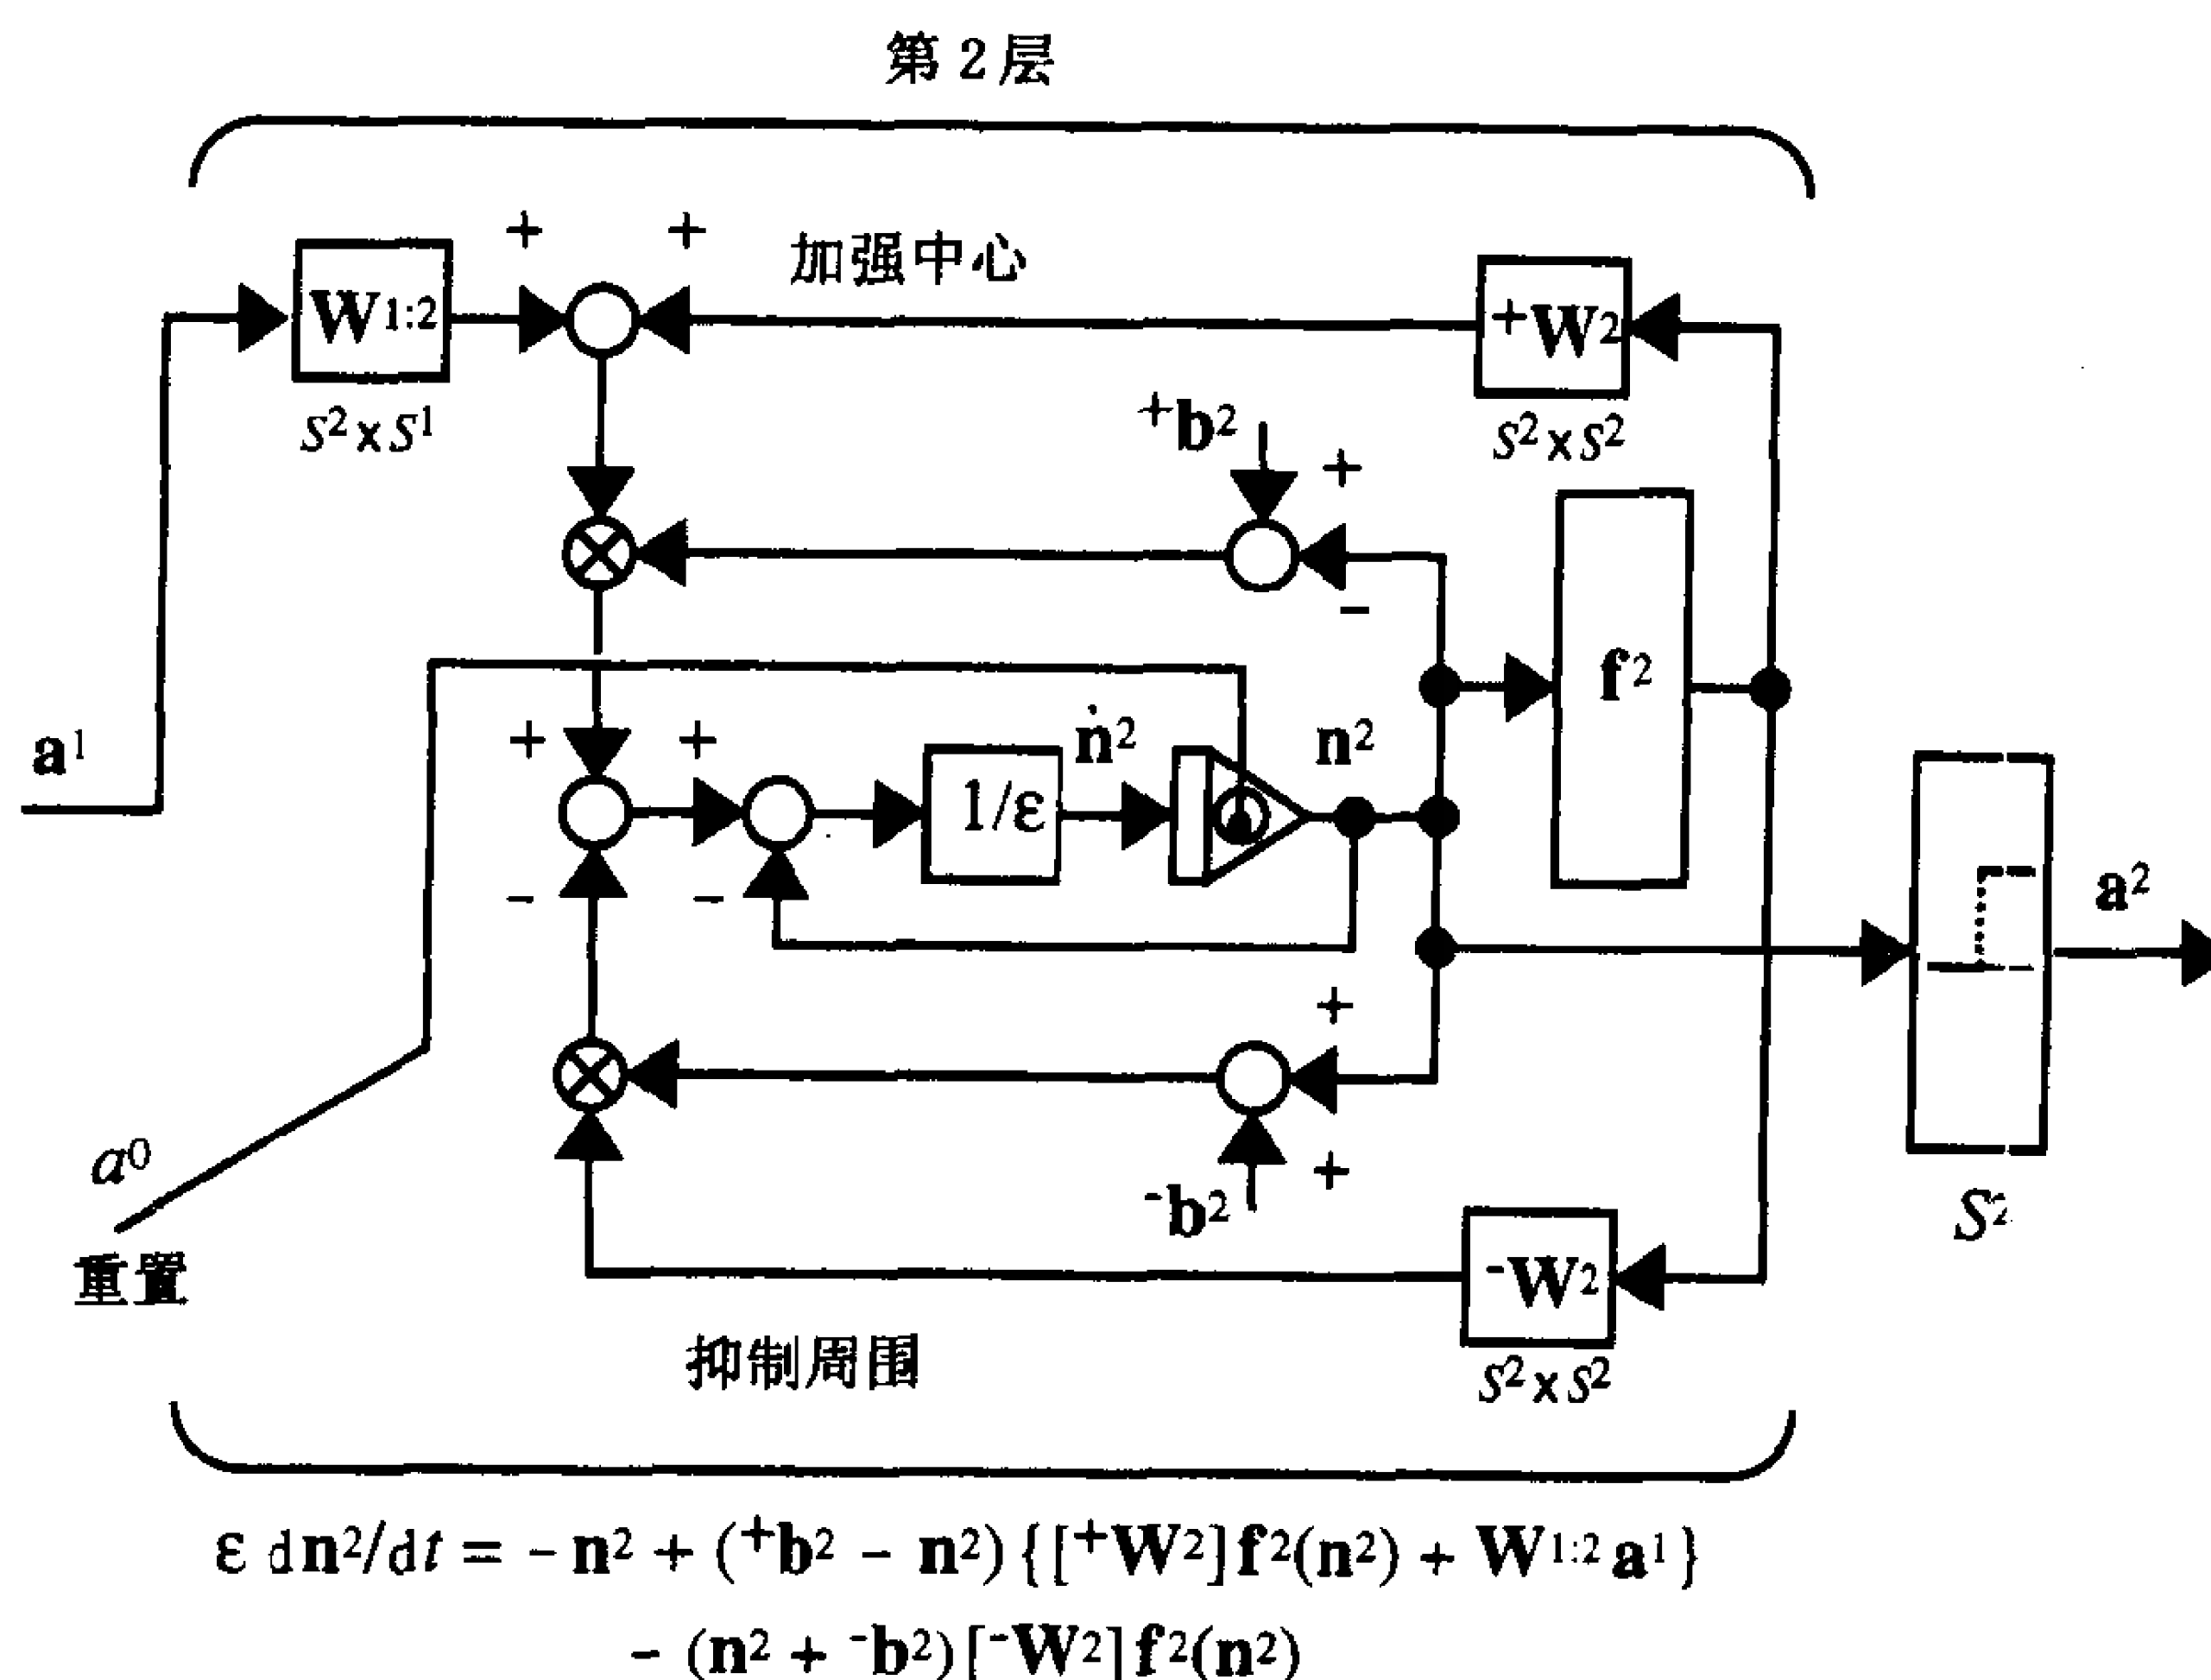 第2层
+ + 加强中心
W1:2 +W2
S2×S1 +b2 + S2×S2
-
f2
a1 + + ṅ2 n2
1/ε
- - a2
+
a0 -b2 + S2
重置 -W2
抑制周围 S2×S2
ε dn2/dt = - n2 + (+b2 - n2) {[+W2]f2(n2) + W1:2 a1}
- (n2 + -b2)[-W2]f2(n2)